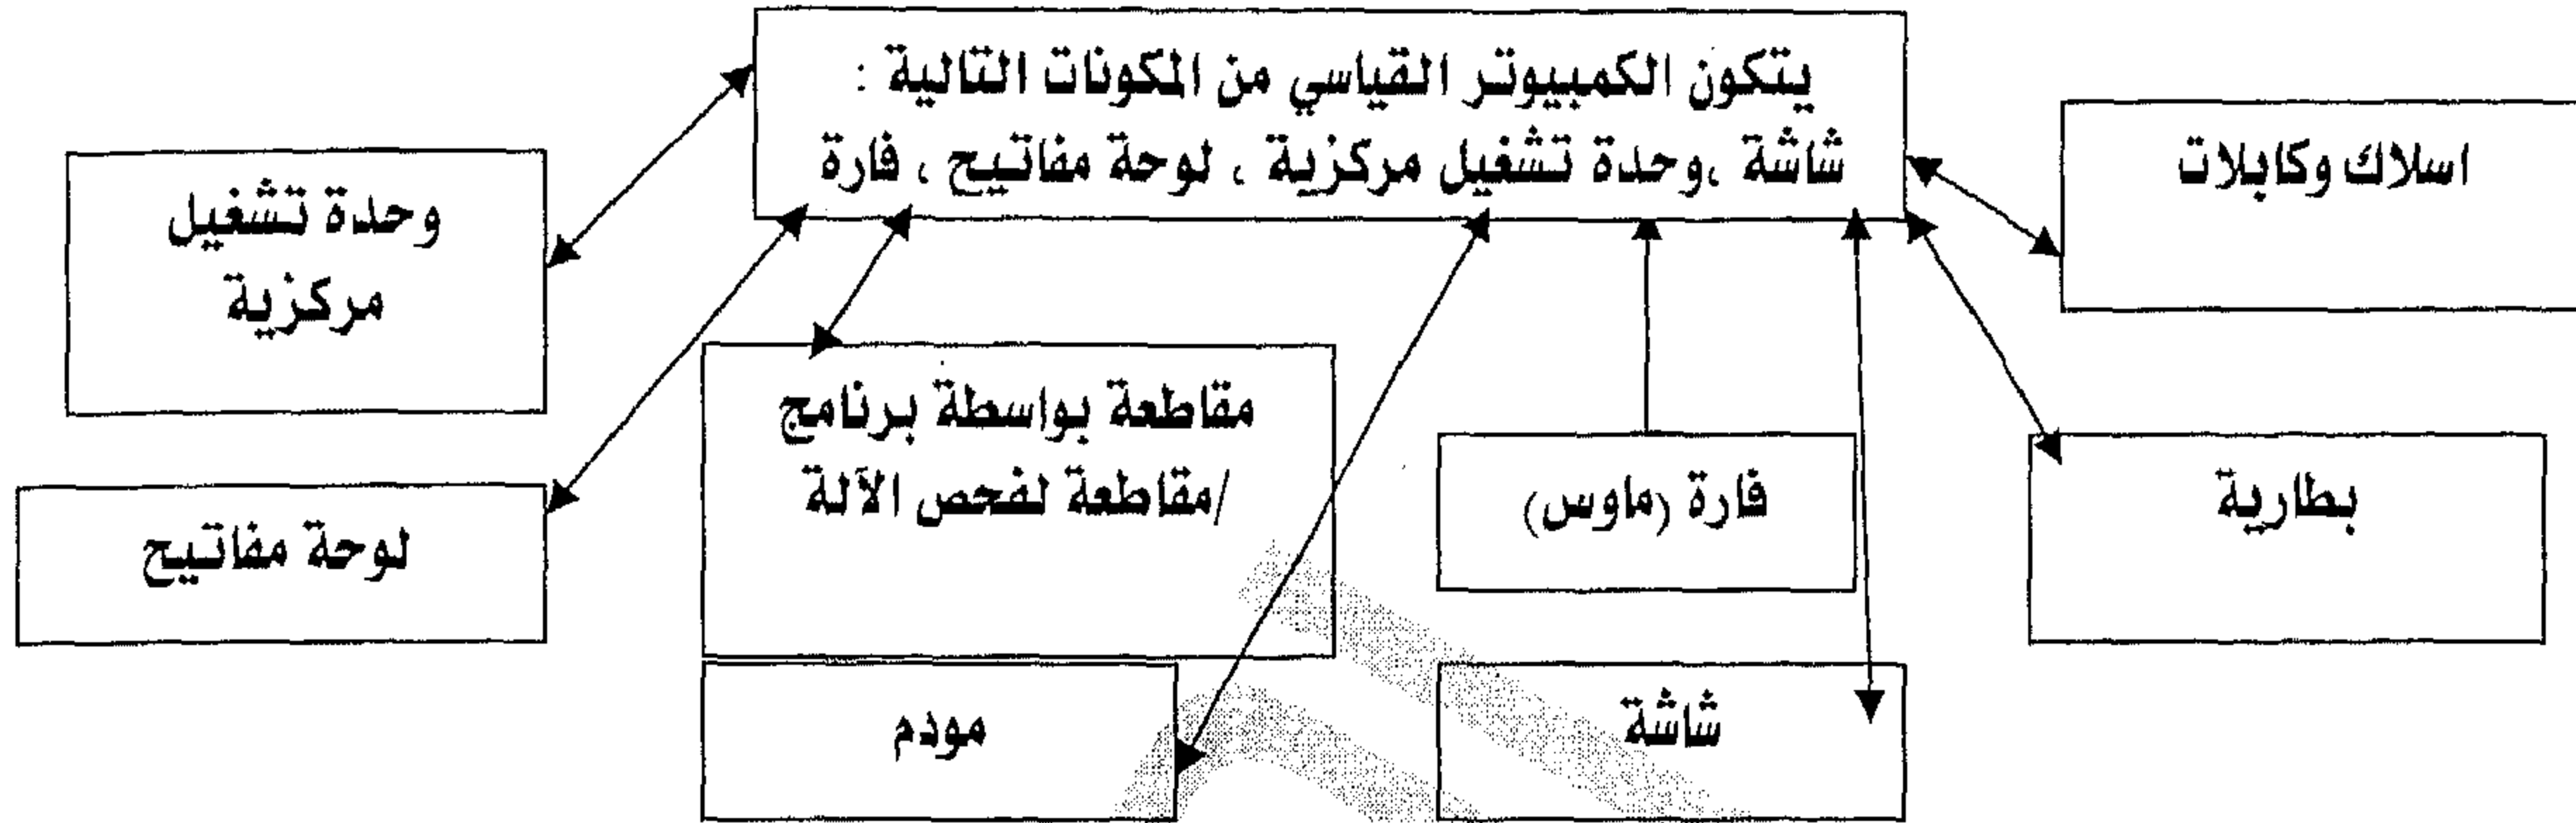 يتكون الكمبيوتر القياسي من المكونات التالية :
شاشة ،وحدة تشغيل مركزية ، لوحة مفاتيح ، فارة
اسلاك وكابلات
وحدة تشغيل
مركزية
مقاطعة بواسطة برنامج
/مقاطعة لفحص الآلة
فارة (ماوس)
بطارية
لوحة مفاتيح
شاشة
مودم